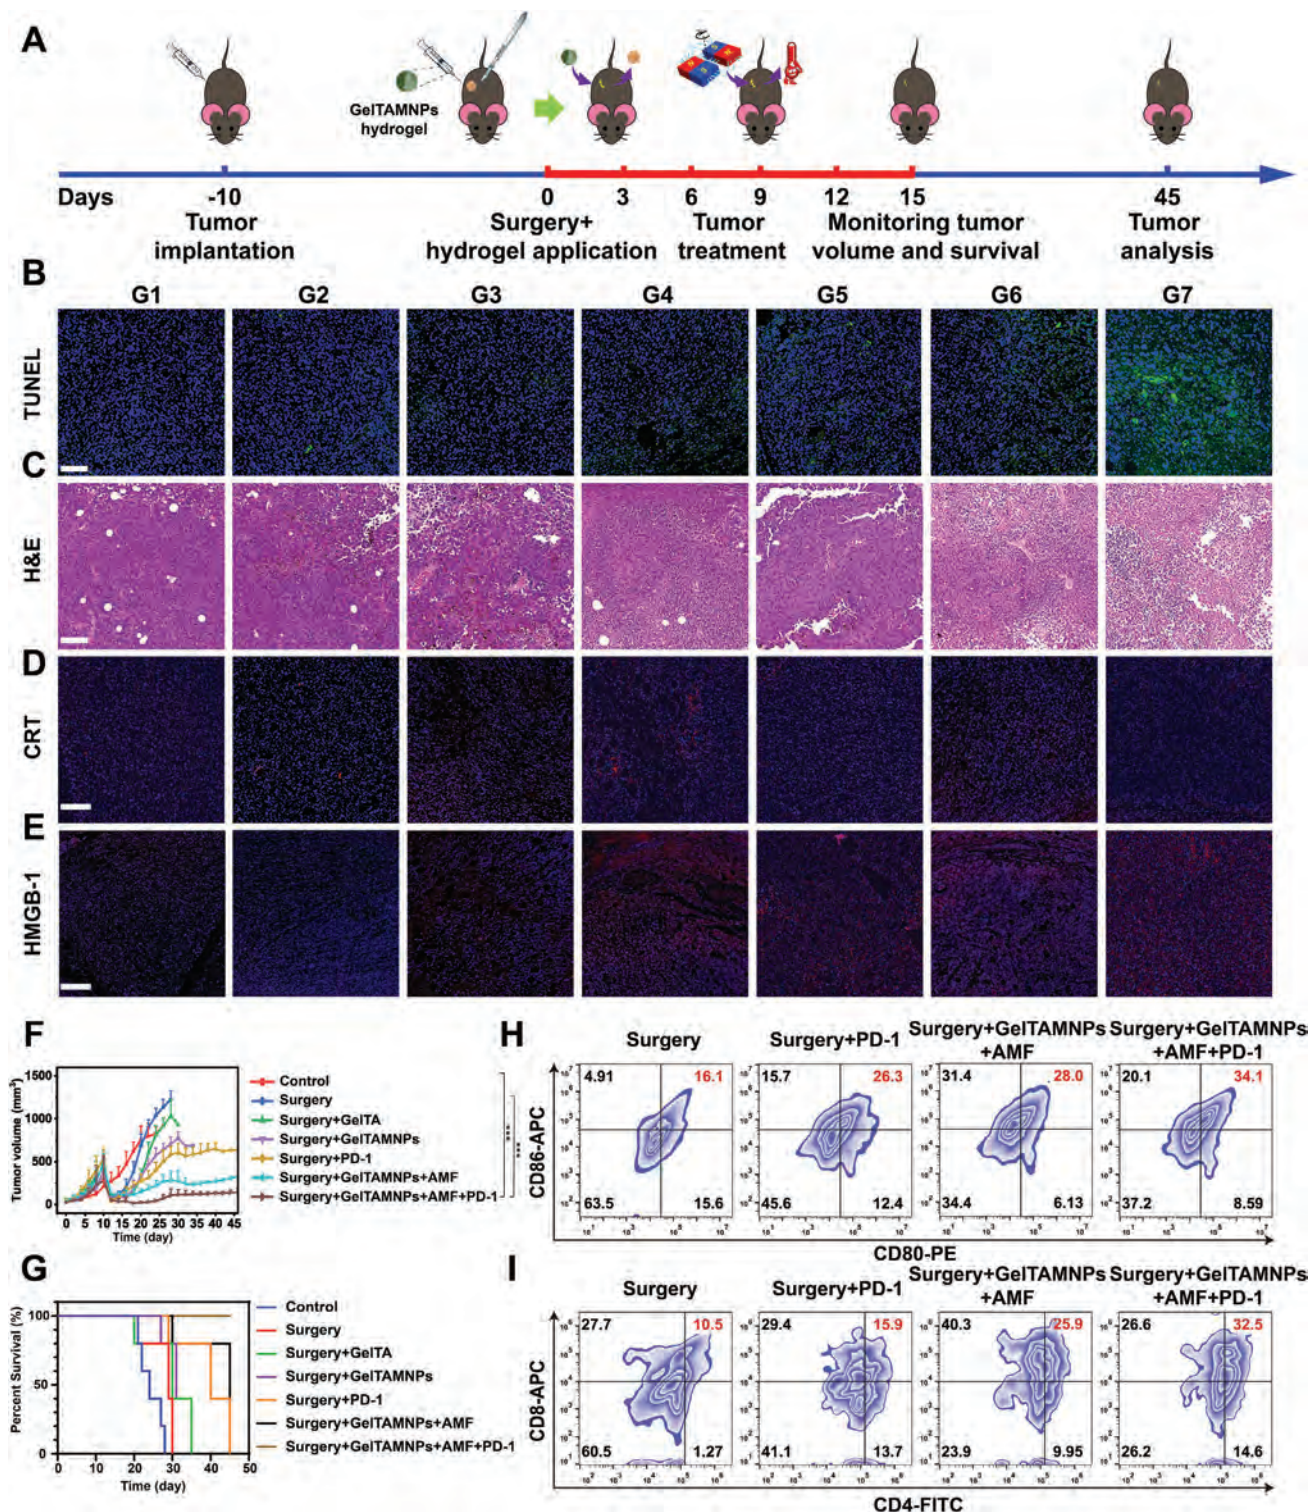 A
GelTAMNPs
hydrogel
Days -10 0 3 6 9 12 15 45
Tumor
implantation
Surgery+
hydrogel application
Tumor
treatment
Monitoring tumor
volume and survival
Tumor
analysis
B
G1 G2 G3 G4 G5 G6 G7
TUNEL
C
H&E
D
CRT
E
HMGB-1
F
Tumor volume (mm³)
1500
1000
500
0
0 5 10 15 20 25 30 35 40 45
Time (day)
Control
Surgery
Surgery+GelTA
Surgery+GelTAMNPs
Surgery+PD-1
Surgery+GelTAMNPs+AMF
Surgery+GelTAMNPs+AMF+PD-1
G
Percent Survival (%)
100
50
0
0 10 20 30 40 50
Time (day)
Control
Surgery
Surgery+GelTA
Surgery+GelTAMNPs
Surgery+PD-1
Surgery+GelTAMNPs+AMF
Surgery+GelTAMNPs+AMF+PD-1
H
Surgery
Surgery+PD-1
Surgery+GelTAMNPs
+AMF
Surgery+GelTAMNPs
+AMF+PD-1
CD86-APC
4.91 16.1
63.5 15.6
15.7 26.3
45.6 12.4
31.4 28.0
34.4 6.13
20.1 34.1
37.2 8.59
CD80-PE
I
Surgery
Surgery+PD-1
Surgery+GelTAMNPs
+AMF
Surgery+GelTAMNPs
+AMF+PD-1
CD8-APC
27.7 10.5
60.5 1.27
29.4 15.9
41.1 13.7
40.3 25.9
23.9 9.95
26.6 32.5
26.2 14.6
CD4-FITC